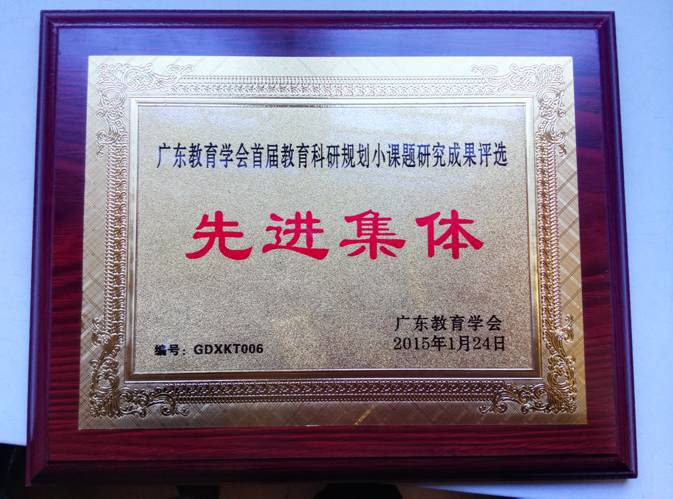 广东教育学会首届教育科研规划小课题研究成果评选
先进集体
广东教育学会
编号：GDXKT006
2015年1月24日